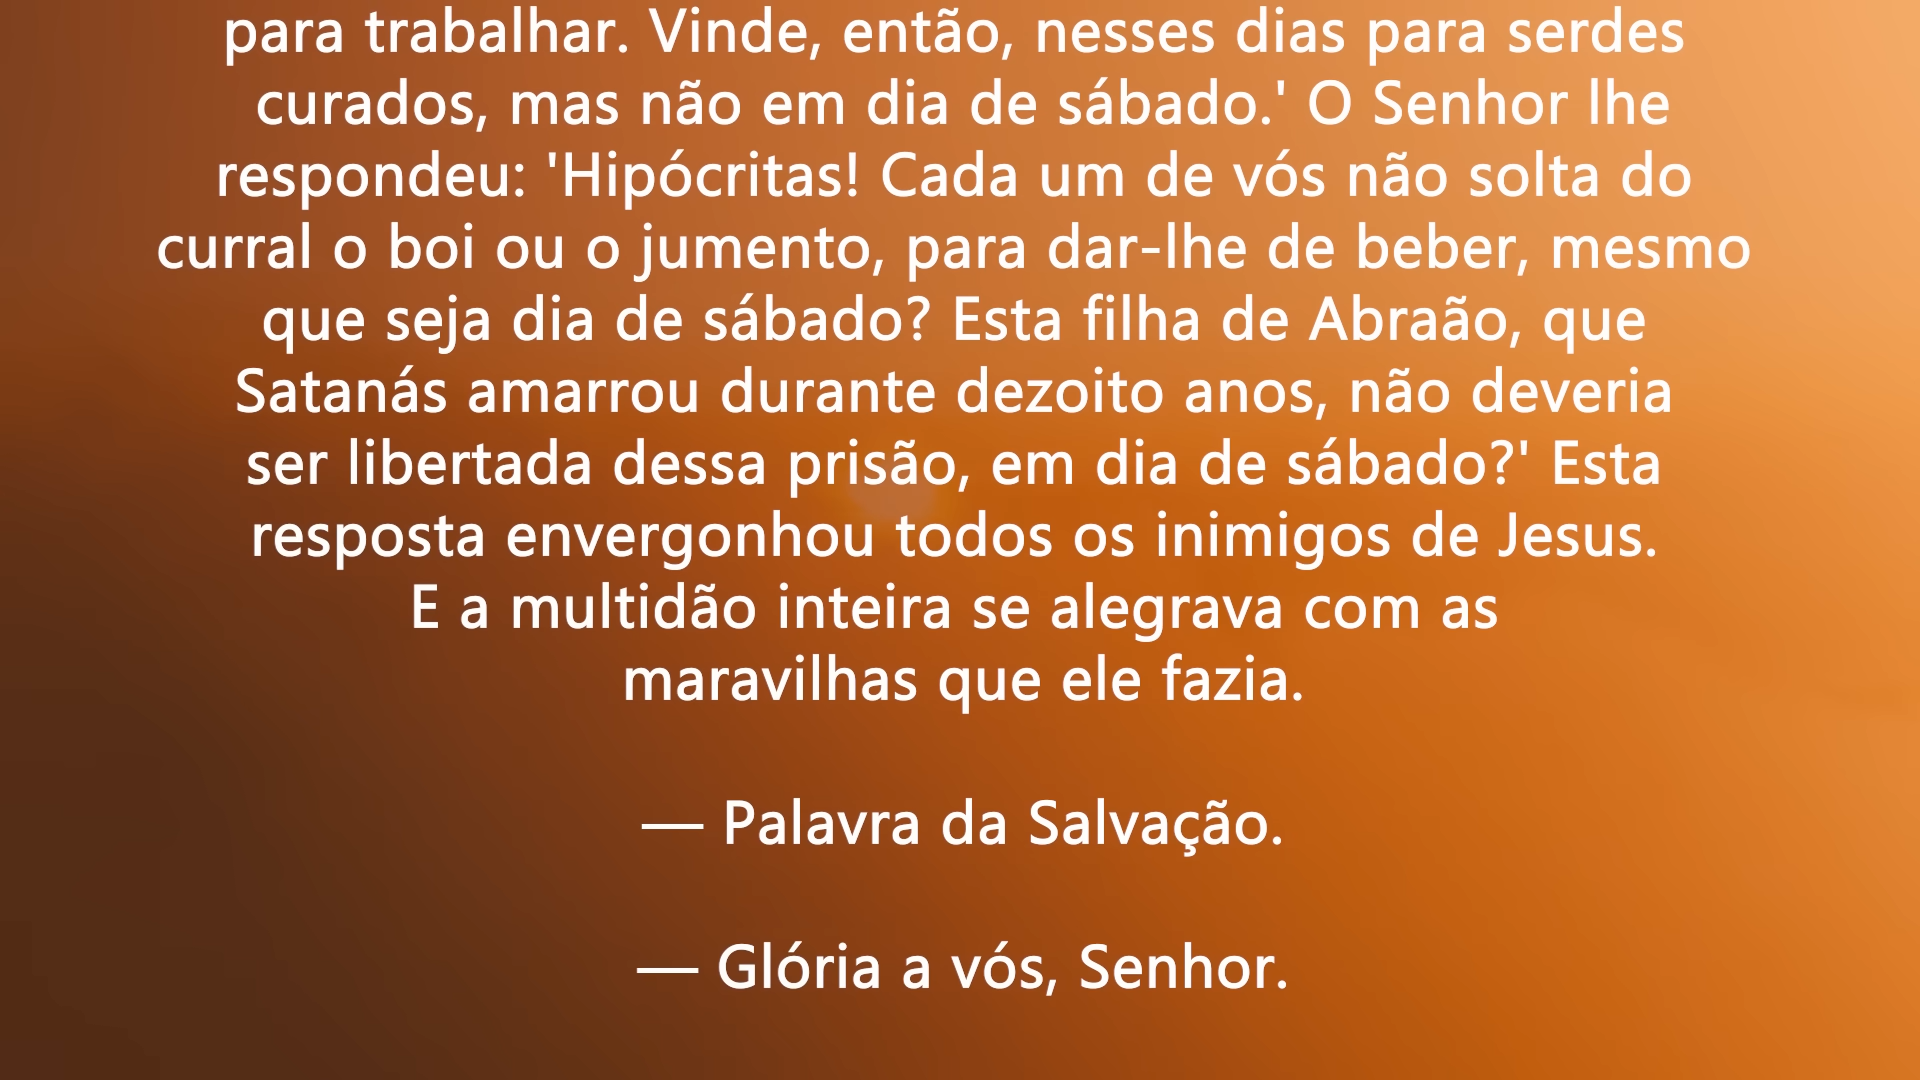 para trabalhar. Vinde, então, nesses dias para serdes
curados, mas não em dia de sábado.' O Senhor lhe
respondeu: 'Hipócritas! Cada um de vós não solta do
curral o boi ou o jumento, para dar-lhe de beber, mesmo
que seja dia de sábado? Esta filha de Abraão, que
Satanás amarrou durante dezoito anos, não deveria
ser libertada dessa prisão, em dia de sábado?' Esta
resposta envergonhou todos os inimigos de Jesus.
E a multidão inteira se alegrava com as
maravilhas que ele fazia.
— Palavra da Salvação.
— Glória a vós, Senhor.